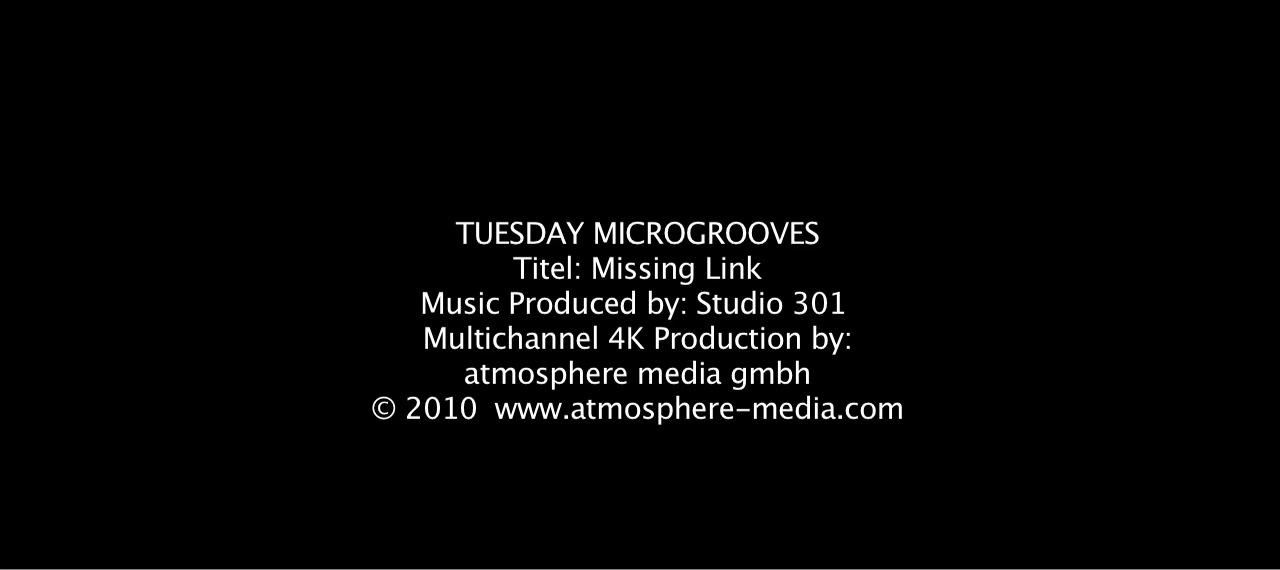 TUESDAY MICROGROOVES
Titel: Missing Link
Music Produced by: Studio 301
Multichannel 4K Production by:
atmosphere media gmbh
© 2010 www.atmosphere-media.com